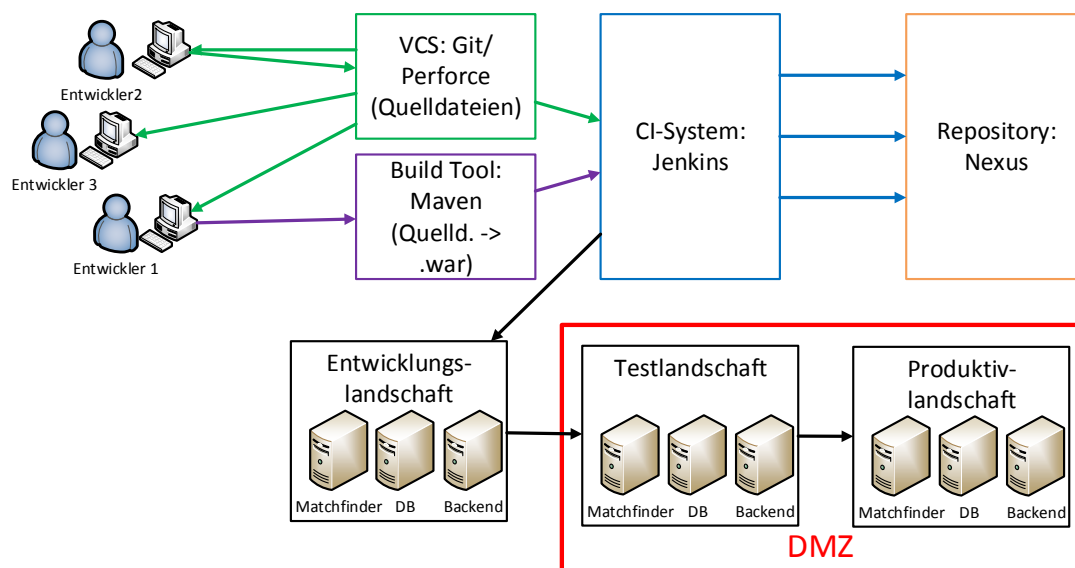 Entwickler2
Entwickler 3
Entwickler 1
VCS: Git/
Perforce
(Quelldateien)
Build Tool:
Maven
(Quelld. ->
.war)
CI-System:
Jenkins
Repository:
Nexus
Entwicklungs-
landschaft
Matchfinder DB Backend
Testlandschaft
Matchfinder DB Backend
Produktiv-
landschaft
Matchfinder DB Backend
DMZ